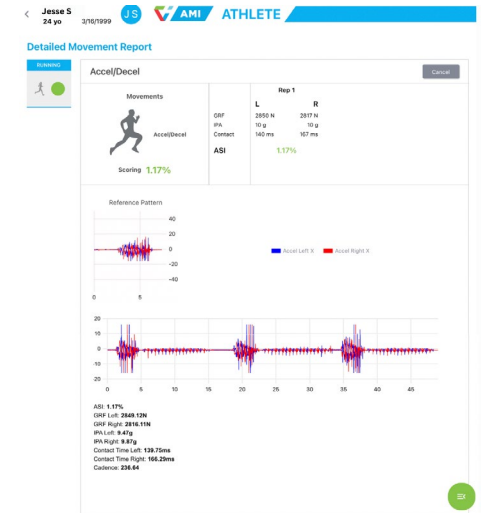 Jesse S
24 yo
3/16/1999
JS
AMI ATHLETE
Detailed Movement Report
RUNNING
Accel/Decel
Cancel
Movements
Accel/Decel
Scoring 1.17%
Rep 1
L R
GRF 2850 N 2817 N
IPA 10 g 10 g
Contact 140 ms 167 ms
ASI 1.17%
Reference Pattern
40
20
0
-20
-40
0 5
Accel Left X Accel Right X
20
10
0
-10
20
0 5 10 15 20 25 30 35 40 45
ASI: 1.17%
GRF Left: 2849.12N
GRF Right: 2816.11N
IPA Left: 9.47g
IPA Right: 9.87g
Contact Time Left: 139.75ms
Contact Time Right: 166.29ms
Cadence: 236.64